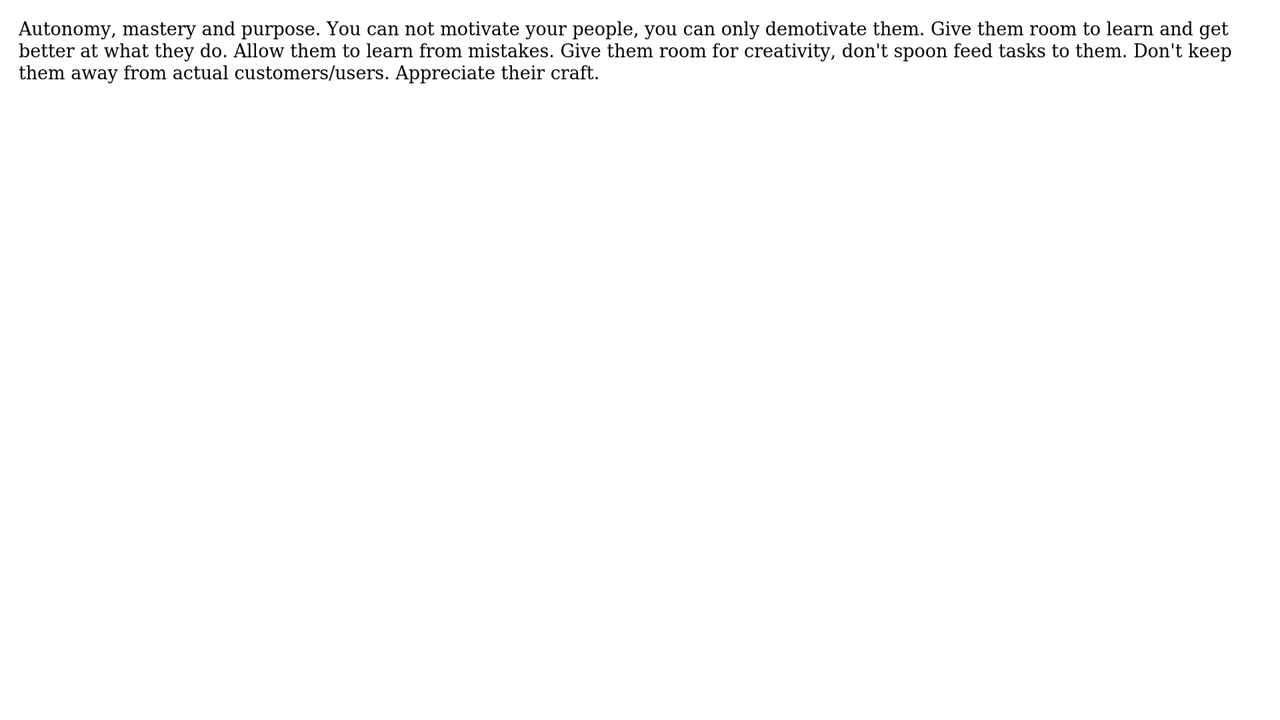 Autonomy, mastery and purpose. You can not motivate your people, you can only demotivate them. Give them room to learn and get
better at what they do. Allow them to learn from mistakes. Give them room for creativity, don't spoon feed tasks to them. Don't keep
them away from actual customers/users. Appreciate their craft.